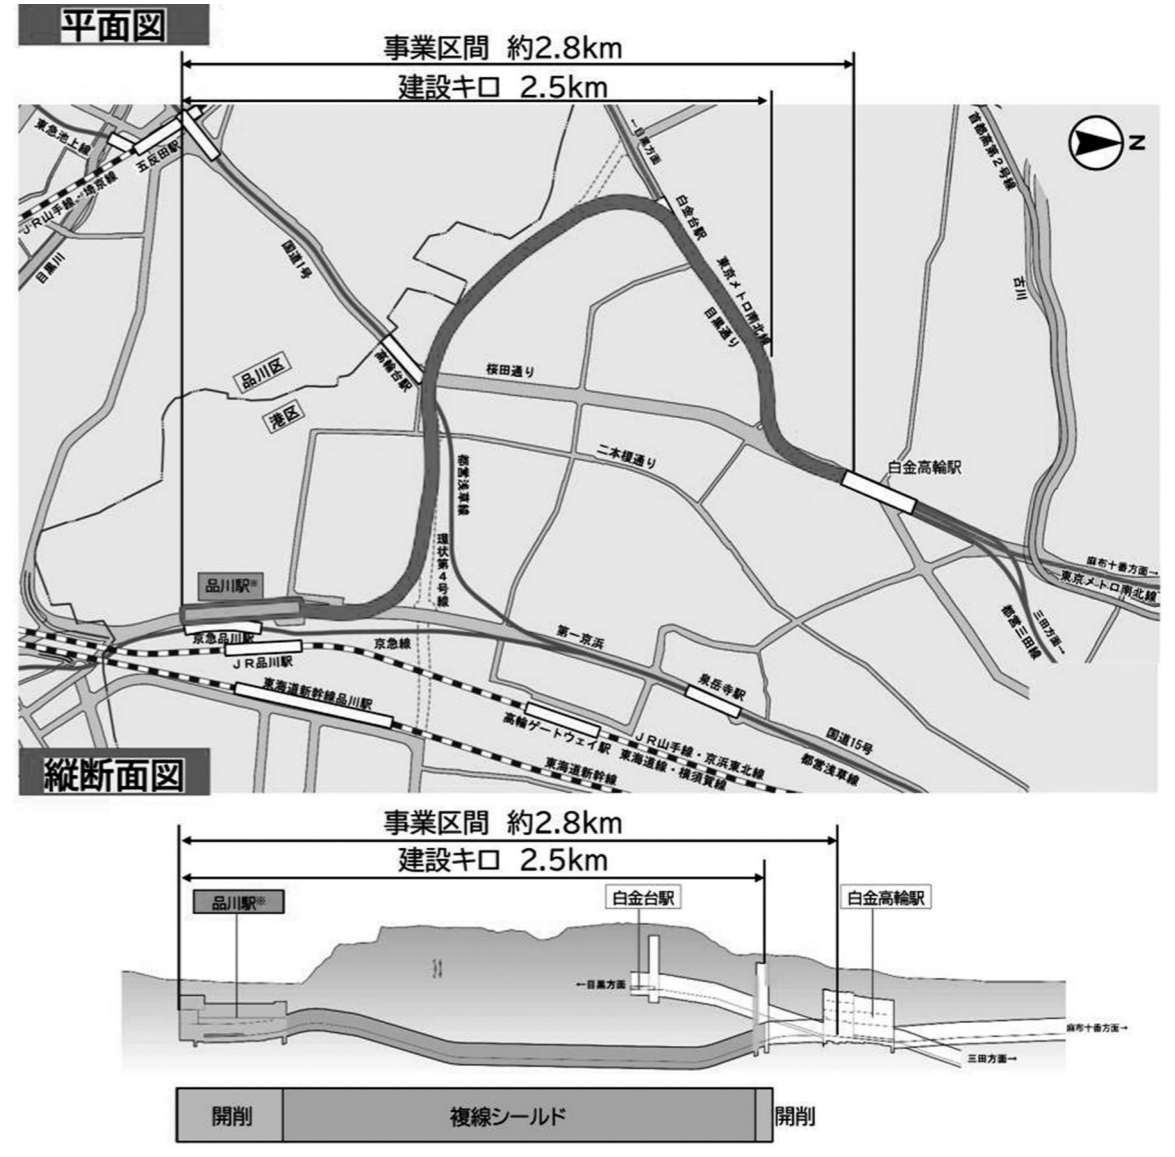 平面図
事業区間 約2.8km
建設キロ 2.5km
東急池上線
五反田駅
JR山手線・埼京線
目黒川
国道1号
←目黒方面
白金台駅
東京メトロ南北線
目黒通り
首都高第2号線
古川
N
高輪台駅
品川区
港区
桜田通り
二本榎通り
白金高輪駅
都営浅草線
環状第4号線
麻布十番方面→
東京メトロ南北線
三田方面→
都営三田線
品川駅※
京急品川駅
JR品川駅
京急線
第一京浜
東海道新幹線品川駅
泉岳寺駅
高輪ゲートウェイ駅
JR山手線・京浜東北線
東海道線・横須賀線
東海道新幹線
国道15号
都営浅草線
縦断面図
事業区間 約2.8km
建設キロ 2.5km
品川駅※
白金台駅
白金高輪駅
←目黒方面
麻布十番方面→
三田方面→
開削
複線シールド
開削